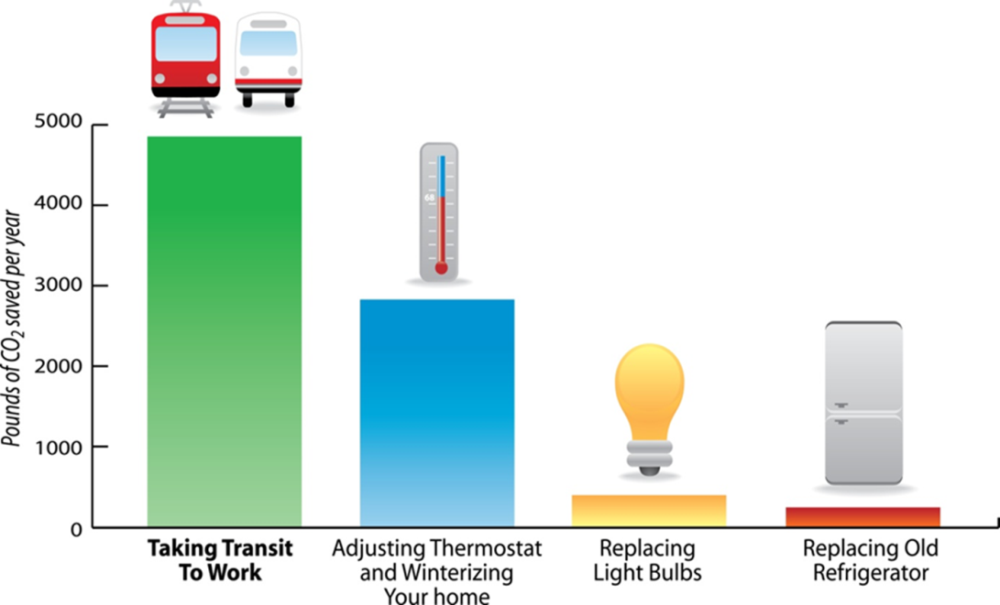 5000
4000
3000
2000
1000
0
Pounds of CO₂ saved per year
68
Taking Transit
To Work
Adjusting Thermostat
and Winterizing
Your home
Replacing
Light Bulbs
Replacing Old
Refrigerator